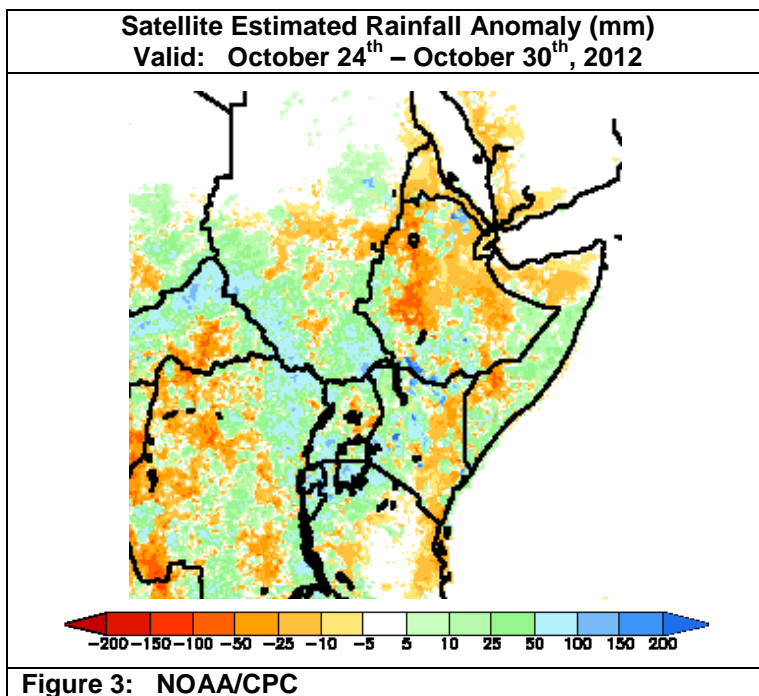 Satellite Estimated Rainfall Anomaly (mm)
Valid: October 24th – October 30th, 2012
-200 -150 -100 -50 -25 -10 -5 5 10 25 50 100 150 200
Figure 3: NOAA/CPC